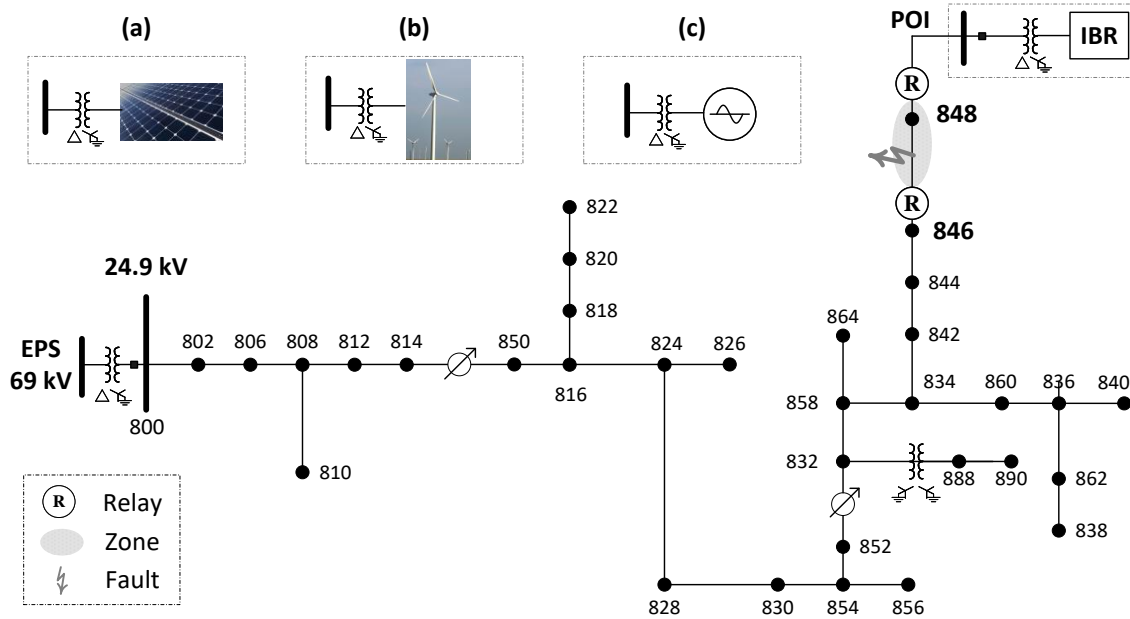 (a)
(b)
(c)
POI
IBR
R
848
R
846
822
24.9 kV
820
844
818
864
842
EPS
69 kV
802
806
808
812
814
850
824
826
816
834
860
836
840
858
800
832
888
890
862
810
R
Relay
Zone
Fault
852
838
828
830
854
856